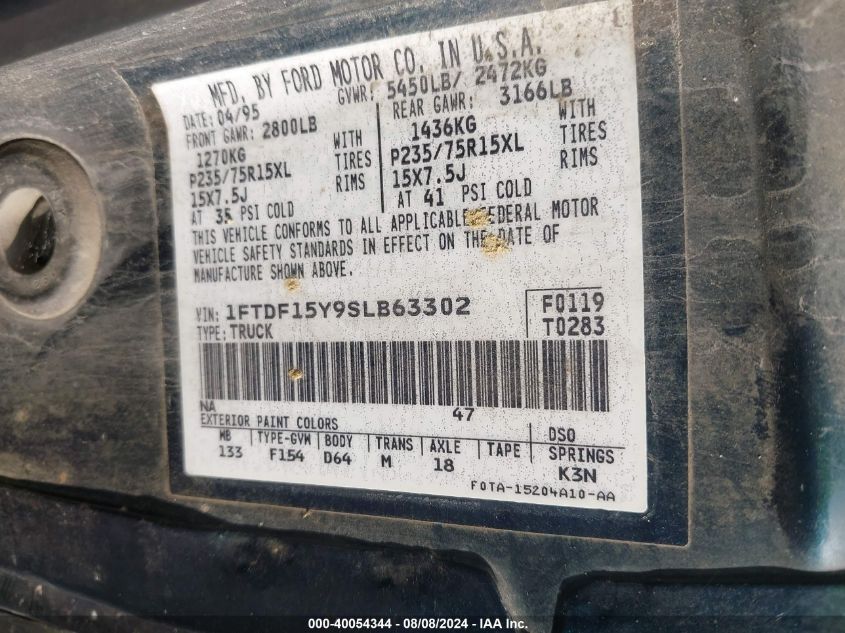 MFD. BY FORD MOTOR CO. IN U.S.A.
DATE: 04/95 GVWR: 5450LB/ 2472KG
FRONT GAWR: 2800LB REAR GAWR: 3166LB
1270KG WITH 1436KG WITH
P235/75R15XL TIRES P235/75R15XL TIRES
15X7.5J RIMS 15X7.5J RIMS
AT 35 PSI COLD AT 41 PSI COLD
THIS VEHICLE CONFORMS TO ALL APPLICABLE FEDERAL MOTOR
VEHICLE SAFETY STANDARDS IN EFFECT ON THE DATE OF
MANUFACTURE SHOWN ABOVE.
VIN: 1FTDF15Y9SLB63302 F0119
TYPE: TRUCK T0283
NA 47
EXTERIOR PAINT COLORS DSO
WB TYPE-GVW BODY TRANS AXLE TAPE SPRINGS
133 F154 D64 M 18 K3N
F0TA-15204A10-AA
000-40054344 - 08/08/2024 - IAA Inc.